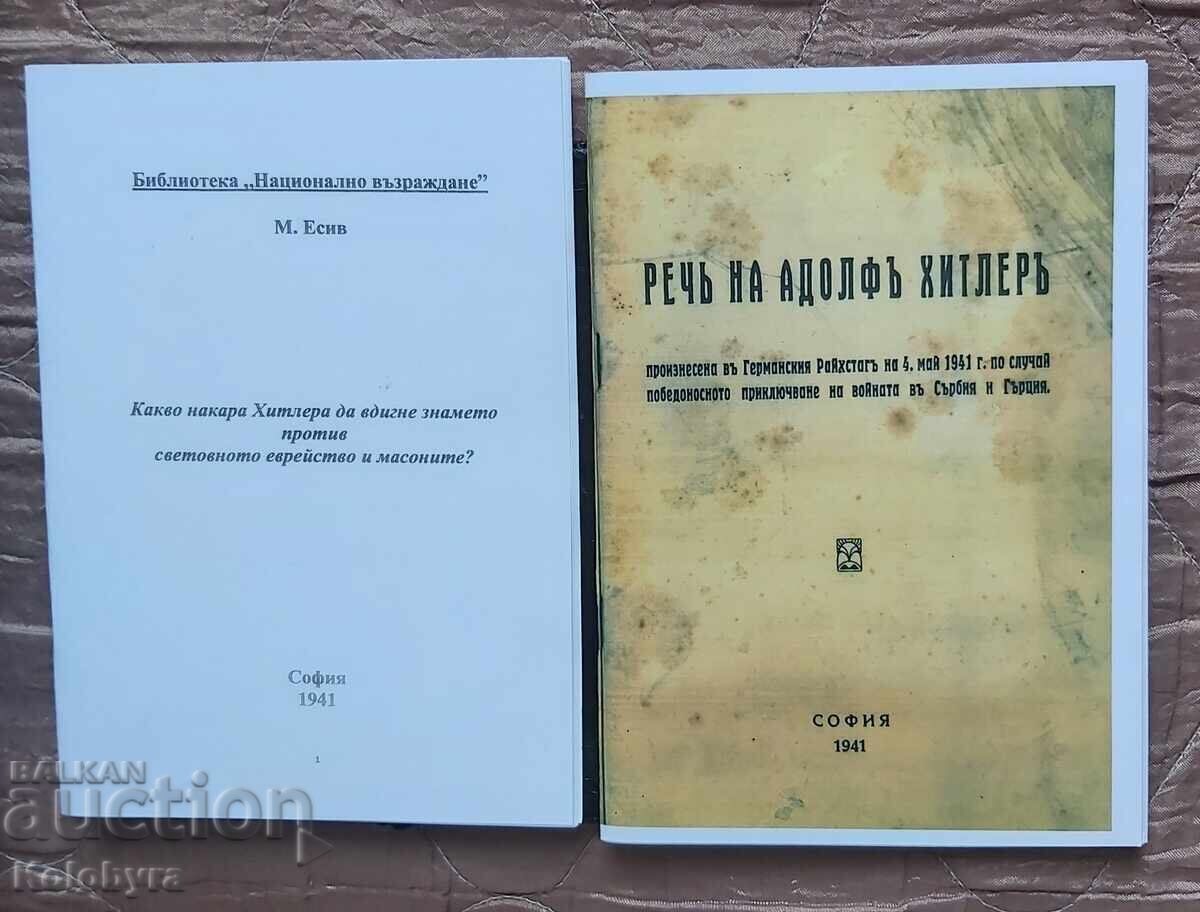 Библиотека „Национално възраждане”
М. Есив
Какво накара Хитлера да вдигне знамето
против
световното еврейство и масоните?
София
1941
1
РЕЧЬ НА АДОЛФЪ ХИТЛЕРЪ
произнесена въ Германския Райхстагъ на 4. май 1941 г. по случай
победоносното приключване на войната въ Сърбия и Гърция.
СОФИЯ
1941
BALKAN
auction
Kolobyra